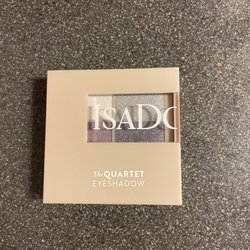 ISADO
The QUARTET
EYESHADOW